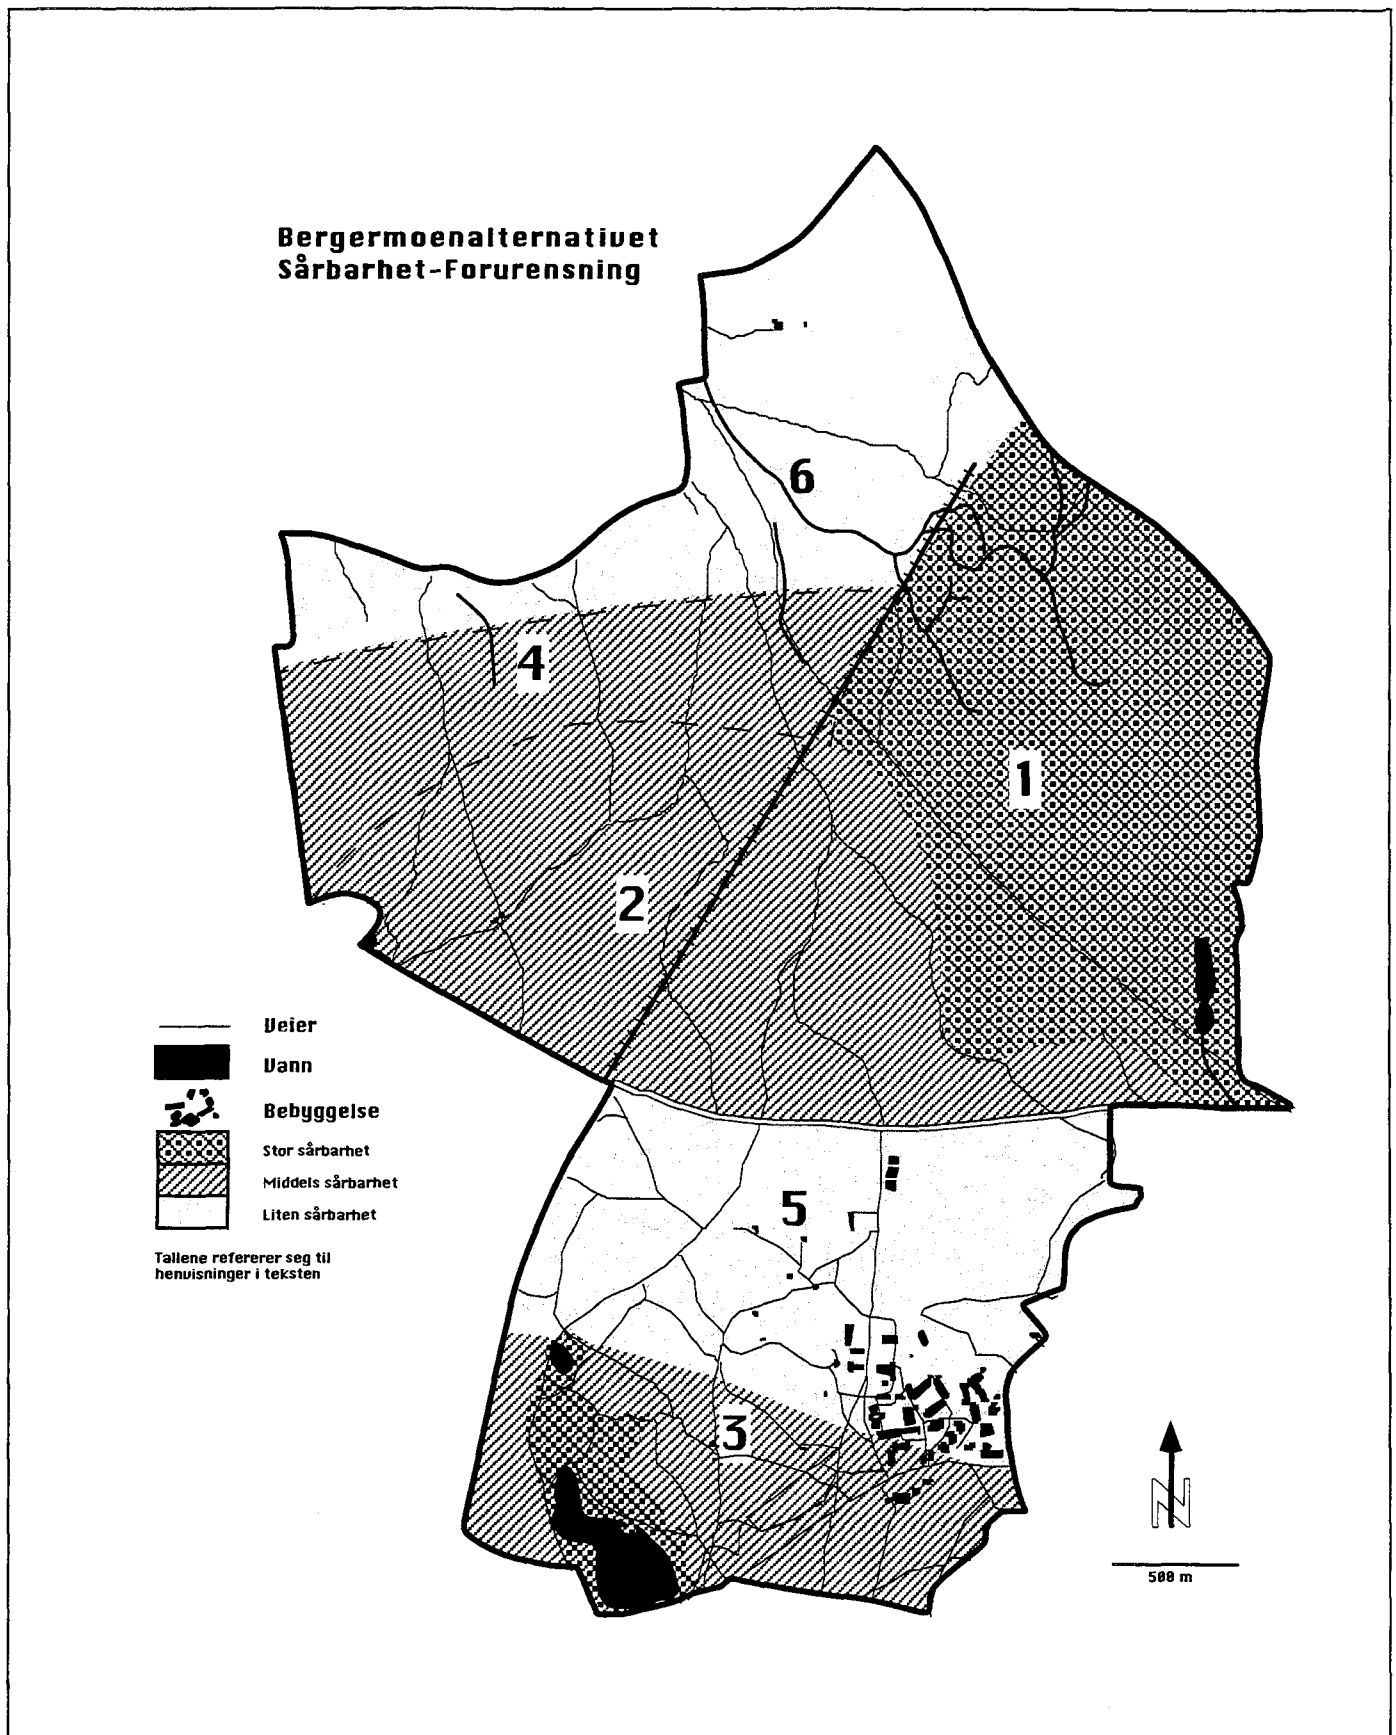 Bergermoenalternativet
Sårbarhet-Forurensning
6
4
1
2
Veier
Vann
Bebyggelse
Stor sårbarhet
Middels sårbarhet
Liten sårbarhet
Tallene refererer seg til
henvisninger i teksten
5
3
N
500 m